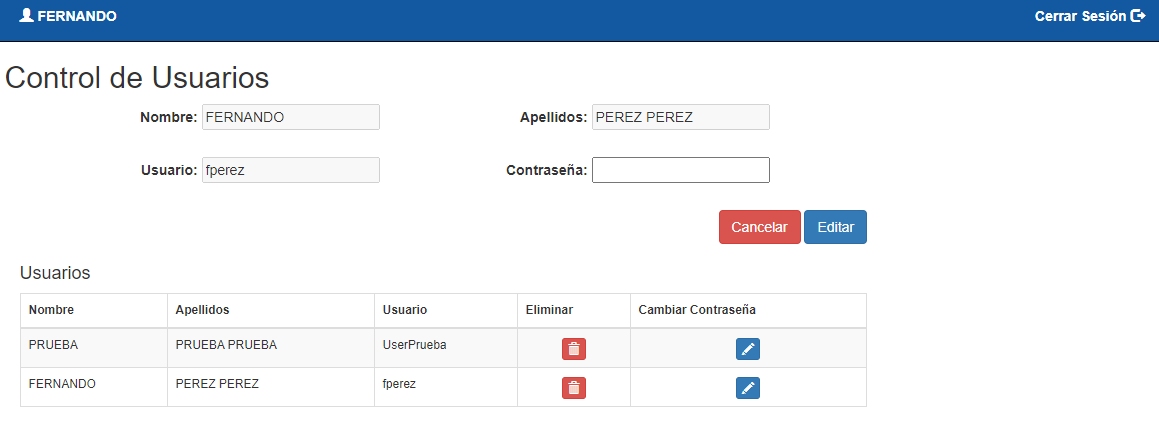 FERNANDO Cerrar Sesión
Control de Usuarios
Nombre: FERNANDO Apellidos: PEREZ PEREZ
Usuario: fperez Contraseña:
Cancelar Editar
Usuarios
Nombre Apellidos Usuario Eliminar Cambiar Contraseña
PRUEBA PRUEBA PRUEBA UserPrueba
FERNANDO PEREZ PEREZ fperez